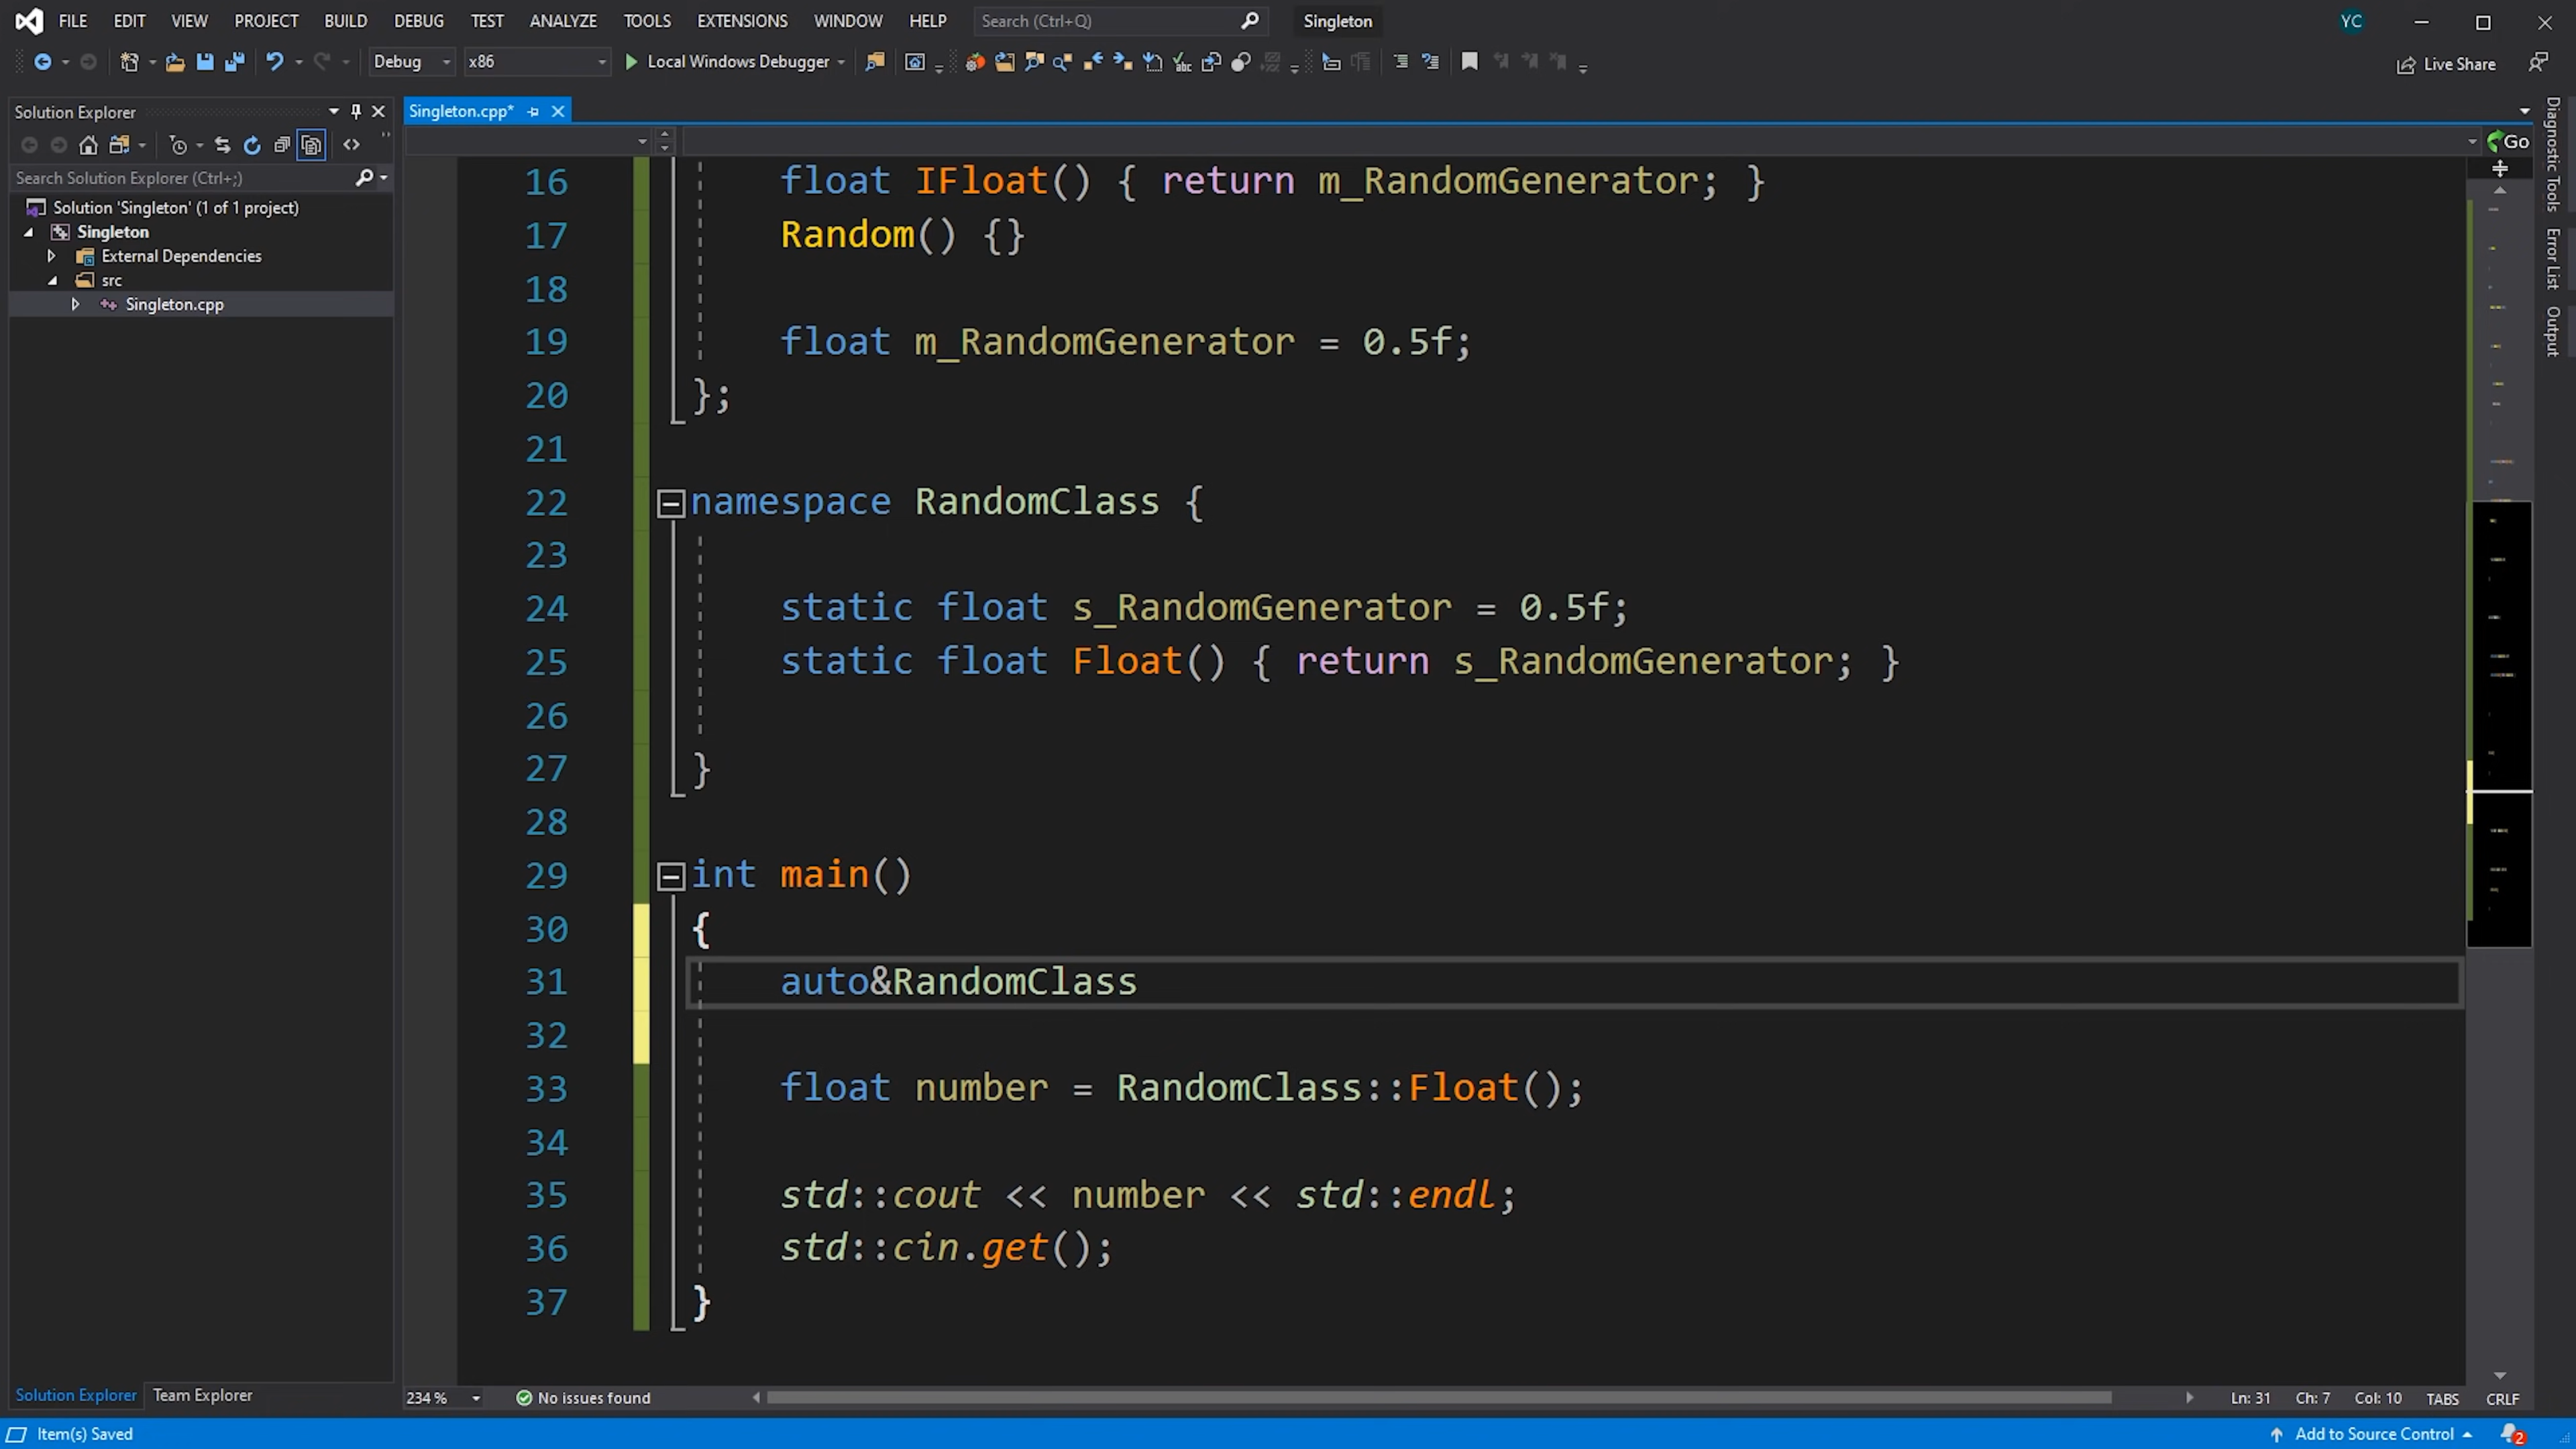 FILE EDIT VIEW PROJECT BUILD DEBUG TEST ANALYZE TOOLS EXTENSIONS WINDOW HELP Search (Ctrl+Q) Singleton YC
Debug x86 Local Windows Debugger Live Share
Solution Explorer
Search Solution Explorer (Ctrl+;)
Solution 'Singleton' (1 of 1 project)
Singleton
External Dependencies
src
Singleton.cpp
Solution Explorer Team Explorer
Singleton.cpp*
Go
16 float IFloat() { return m_RandomGenerator; }
17 Random() {}
18
19 float m_RandomGenerator = 0.5f;
20 };
21
22 namespace RandomClass {
23
24 static float s_RandomGenerator = 0.5f;
25 static float Float() { return s_RandomGenerator; }
26
27 }
28
29 int main()
30 {
31 auto&RandomClass
32
33 float number = RandomClass::Float();
34
35 std::cout << number << std::endl;
36 std::cin.get();
37 }
Diagnostic Tools
Error List
Output
234 % No issues found Ln: 31 Ch: 7 Col: 10 TABS CRLF
Item(s) Saved Add to Source Control 2